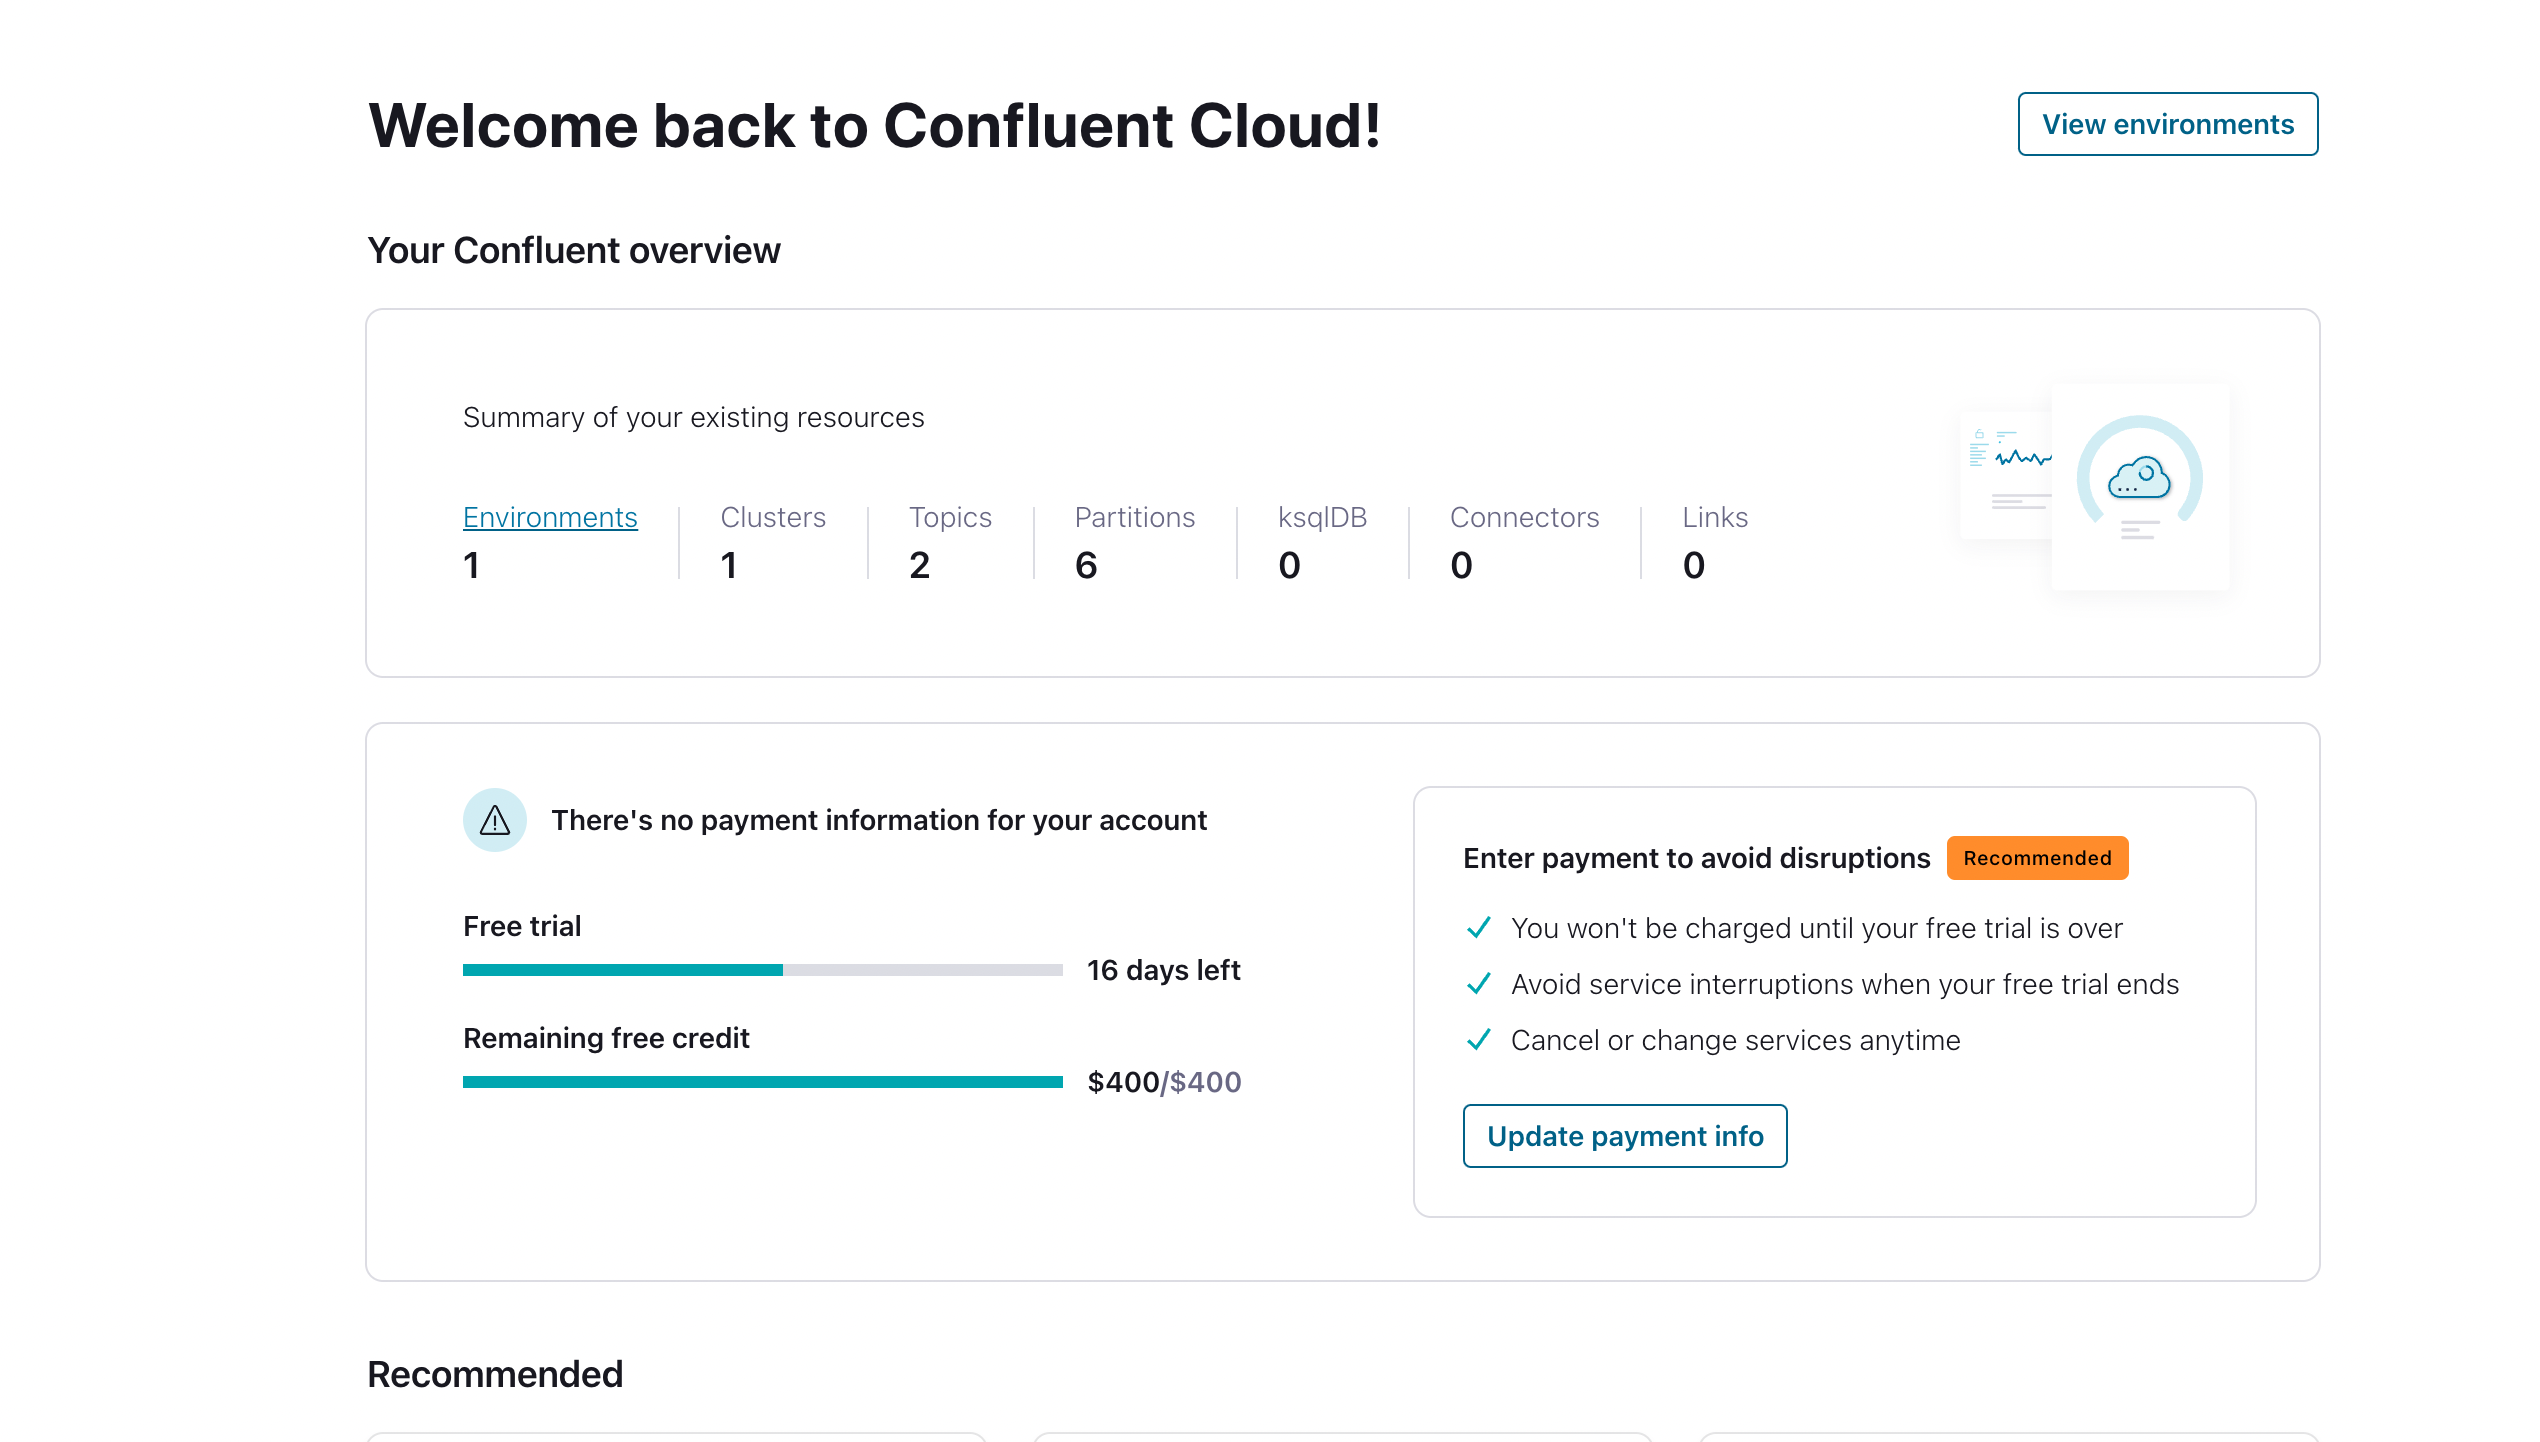 Welcome back to Confluent Cloud!
View environments
Your Confluent overview
Summary of your existing resources
Environments
1
Clusters
1
Topics
2
Partitions
6
ksqlDB
0
Connectors
0
Links
0
There's no payment information for your account
Free trial
16 days left
Remaining free credit
$400/$400
Enter payment to avoid disruptions
Recommended
You won't be charged until your free trial is over
Avoid service interruptions when your free trial ends
Cancel or change services anytime
Update payment info
Recommended